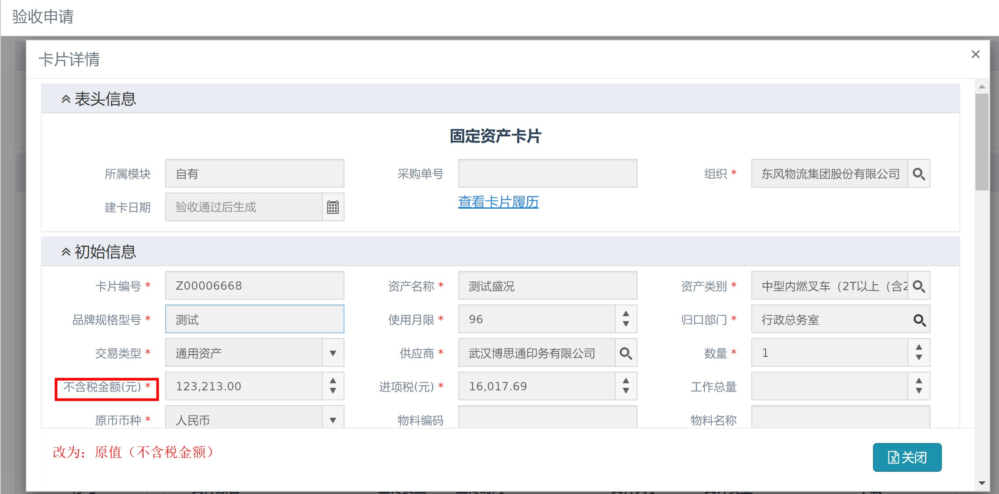 验收申请
卡片详情
表头信息
固定资产卡片
所属模块 自有 采购单号 组织 * 东风物流集团股份有限公司
建卡日期 验收通过后生成 查看卡片履历
初始信息
卡片编号 * Z00006668 资产名称 * 测试盛况 资产类别 * 中型内燃叉车（2T以上（含2
品牌规格型号 * 测试 使用月限 * 96 归口部门 * 行政总务室
交易类型 * 通用资产 供应商 * 武汉博思通印务有限公司 数量 * 1
不含税金额(元) * 123,213.00 进项税(元) * 16,017.69 工作总量
原币币种 * 人民币 物料编码 物料名称
改为：原值（不含税金额）
关闭